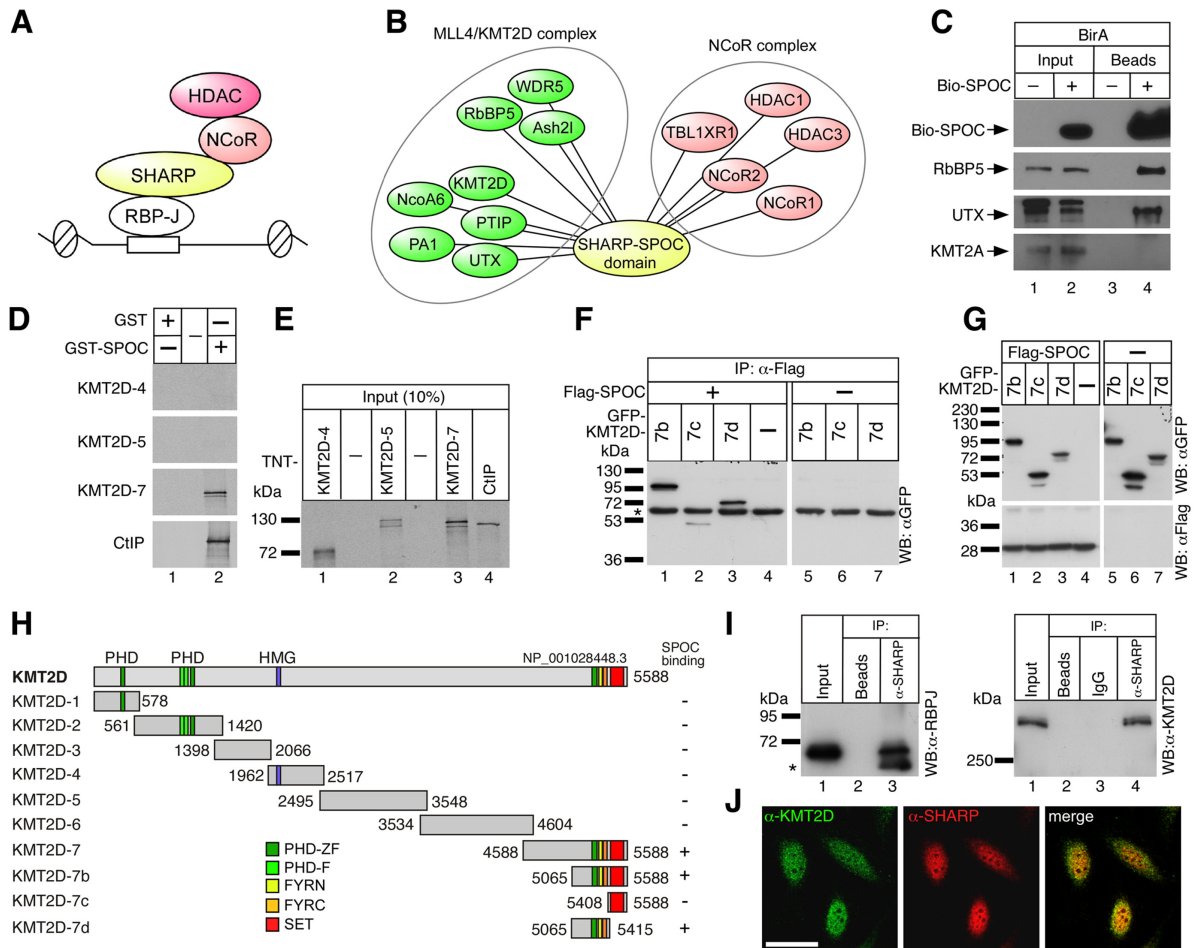 A
HDAC
NCoR
SHARP
RBP-J
B
MLL4/KMT2D complex
NCoR complex
WDR5
RbBP5
Ash2l
KMT2D
NcoA6
PTIP
PA1
UTX
HDAC1
TBL1XR1
HDAC3
NCoR2
NCoR1
SHARP-SPOC
domain
C
BirA
Input Beads
Bio-SPOC − + − +
Bio-SPOC
RbBP5
UTX
KMT2A
1 2 3 4
D
GST + − −
GST-SPOC − +
KMT2D-4
KMT2D-5
KMT2D-7
CtIP
1 2
E
Input (10%)
TNT-
KMT2D-4 − KMT2D-5 − KMT2D-7 CtIP
kDa
130
72
1 2 3 4
F
IP: α-Flag
Flag-SPOC + −
GFP-
KMT2D-
7b 7c 7d − 7b 7c 7d
kDa
130
95
72
*
53
36
WB: αGFP
1 2 3 4 5 6 7
G
Flag-SPOC −
GFP-
KMT2D-
7b 7c 7d − 7b 7c 7d
230
130
95
72
53
kDa
36
28
WB: αGFP
WB: αFlag
1 2 3 4 5 6 7
H
PHD PHD HMG NP_001028448.3 SPOC
binding
KMT2D 5588
KMT2D-1 578 -
KMT2D-2 561 1420 -
KMT2D-3 1398 2066 -
KMT2D-4 1962 2517 -
KMT2D-5 2495 3548 -
KMT2D-6 3534 4604 -
KMT2D-7 4588 5588 +
KMT2D-7b 5065 5588 +
KMT2D-7c 5408 5588 -
KMT2D-7d 5065 5415 +
PHD-ZF
PHD-F
FYRN
FYRC
SET
I
IP:
Input Beads α-SHARP
kDa
95
72
*
WB:α-RBPJ
1 2 3
IP:
Input Beads IgG α-SHARP
kDa
250
WB:α-KMT2D
1 2 3 4
J
α-KMT2D
α-SHARP
merge